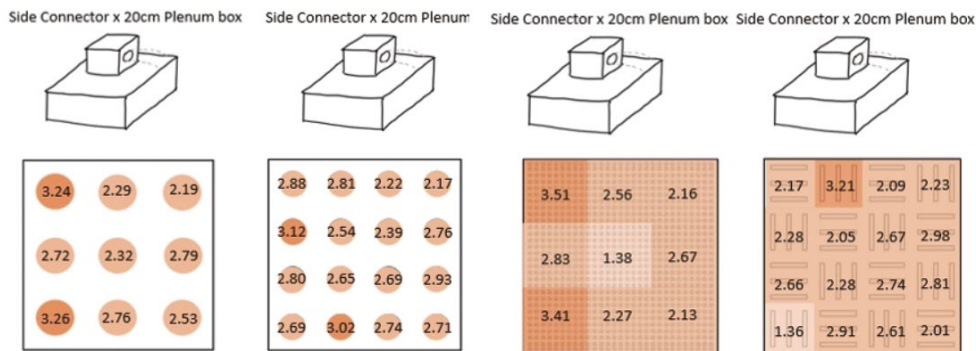 Side Connector x 20cm Plenum box
Side Connector x 20cm Plenum
Side Connector x 20cm Plenum box
Side Connector x 20cm Plenum box
3.24 2.29 2.19
2.72 2.32 2.79
3.26 2.76 2.53
2.88 2.81 2.22 2.17
3.12 2.54 2.39 2.76
2.80 2.65 2.69 2.93
2.69 3.02 2.74 2.71
3.51 2.56 2.16
2.83 1.38 2.67
3.41 2.27 2.13
2.17 3.21 2.09 2.23
2.28 2.05 2.67 2.98
2.66 2.28 2.74 2.81
1.36 2.91 2.61 2.01